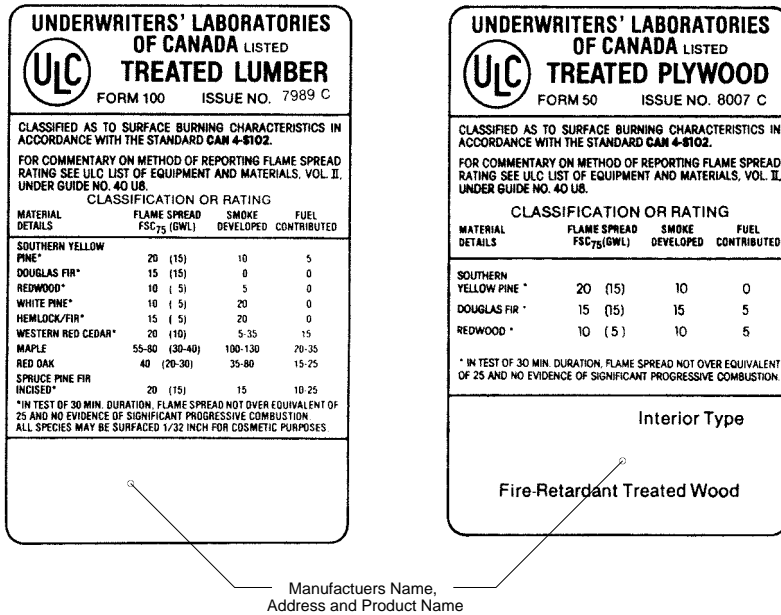 UNDERWRITERS' LABORATORIES
OF CANADA LISTED
ULC
TREATED LUMBER
FORM 100 ISSUE NO. 7989 C
CLASSIFIED AS TO SURFACE BURNING CHARACTERISTICS IN
ACCORDANCE WITH THE STANDARD CAN 4-S102.
FOR COMMENTARY ON METHOD OF REPORTING FLAME SPREAD
RATING SEE ULC LIST OF EQUIPMENT AND MATERIALS, VOL. II,
UNDER GUIDE NO. 40 U8.
CLASSIFICATION OR RATING
MATERIAL FLAME SPREAD SMOKE FUEL
DETAILS FSC75 (GWL) DEVELOPED CONTRIBUTED
SOUTHERN YELLOW
PINE* 20 (15) 10 5
DOUGLAS FIR* 15 (15) 0 0
REDWOOD* 10 ( 5) 5 0
WHITE PINE* 10 ( 5) 20 0
HEMLOCK/FIR* 15 ( 5) 20 0
WESTERN RED CEDAR* 20 (10) 5-35 15
MAPLE 55-80 (30-40) 100-130 20-35
RED OAK 40 (20-30) 35-80 15-25
SPRUCE PINE FIR
INCISED* 20 (15) 15 10-25
*IN TEST OF 30 MIN. DURATION, FLAME SPREAD NOT OVER EQUIVALENT OF
25 AND NO EVIDENCE OF SIGNIFICANT PROGRESSIVE COMBUSTION.
ALL SPECIES MAY BE SURFACED 1/32 INCH FOR COSMETIC PURPOSES.
UNDERWRITERS' LABORATORIES
OF CANADA LISTED
ULC
TREATED PLYWOOD
FORM 50 ISSUE NO. 8007 C
CLASSIFIED AS TO SURFACE BURNING CHARACTERISTICS IN
ACCORDANCE WITH THE STANDARD CAN 4-S102.
FOR COMMENTARY ON METHOD OF REPORTING FLAME SPREAD
RATING SEE ULC LIST OF EQUIPMENT AND MATERIALS, VOL. II,
UNDER GUIDE NO. 40 U8.
CLASSIFICATION OR RATING
MATERIAL FLAME SPREAD SMOKE FUEL
DETAILS FSC75(GWL) DEVELOPED CONTRIBUTED
SOUTHERN
YELLOW PINE * 20 (15) 10 0
DOUGLAS FIR * 15 (15) 15 5
REDWOOD * 10 ( 5 ) 10 5
* IN TEST OF 30 MIN. DURATION, FLAME SPREAD NOT OVER EQUIVALENT
OF 25 AND NO EVIDENCE OF SIGNIFICANT PROGRESSIVE COMBUSTION.
Interior Type
Fire-Retardant Treated Wood
Manufactuers Name,
Address and Product Name